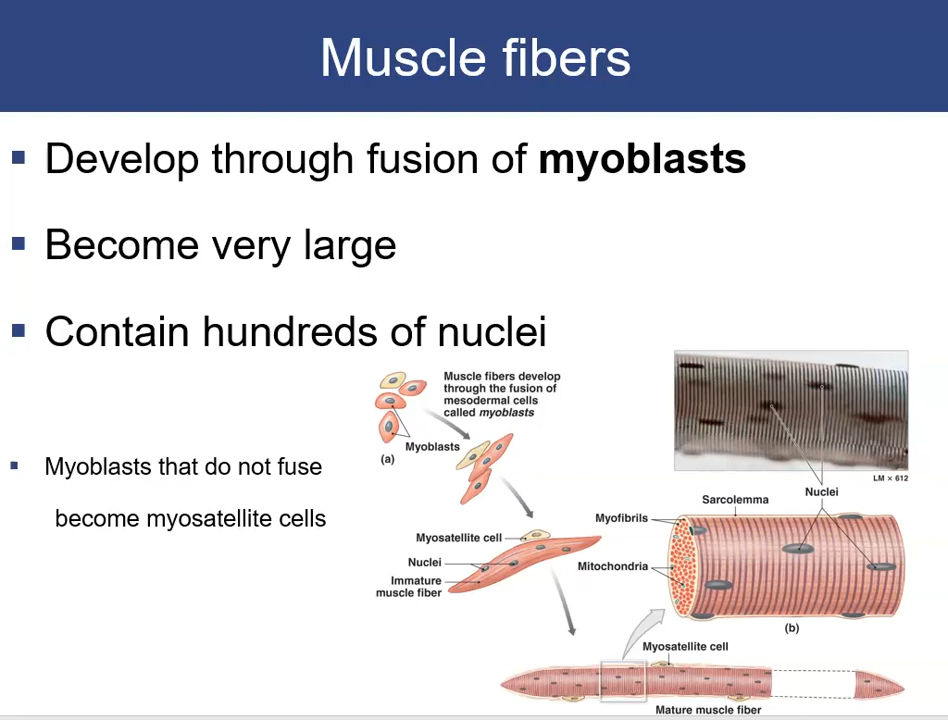 Muscle fibers
Develop through fusion of myoblasts
Become very large
Contain hundreds of nuclei
Myoblasts that do not fuse
become myosatellite cells
Muscle fibers develop
through the fusion of
mesodermal cells
called myoblasts
Myoblasts
(a)
Myosatellite cell
Nuclei
Immature
muscle fiber
LM × 612
Nuclei
Sarcolemma
Myofibrils
Mitochondria
(b)
Myosatellite cell
Mature muscle fiber